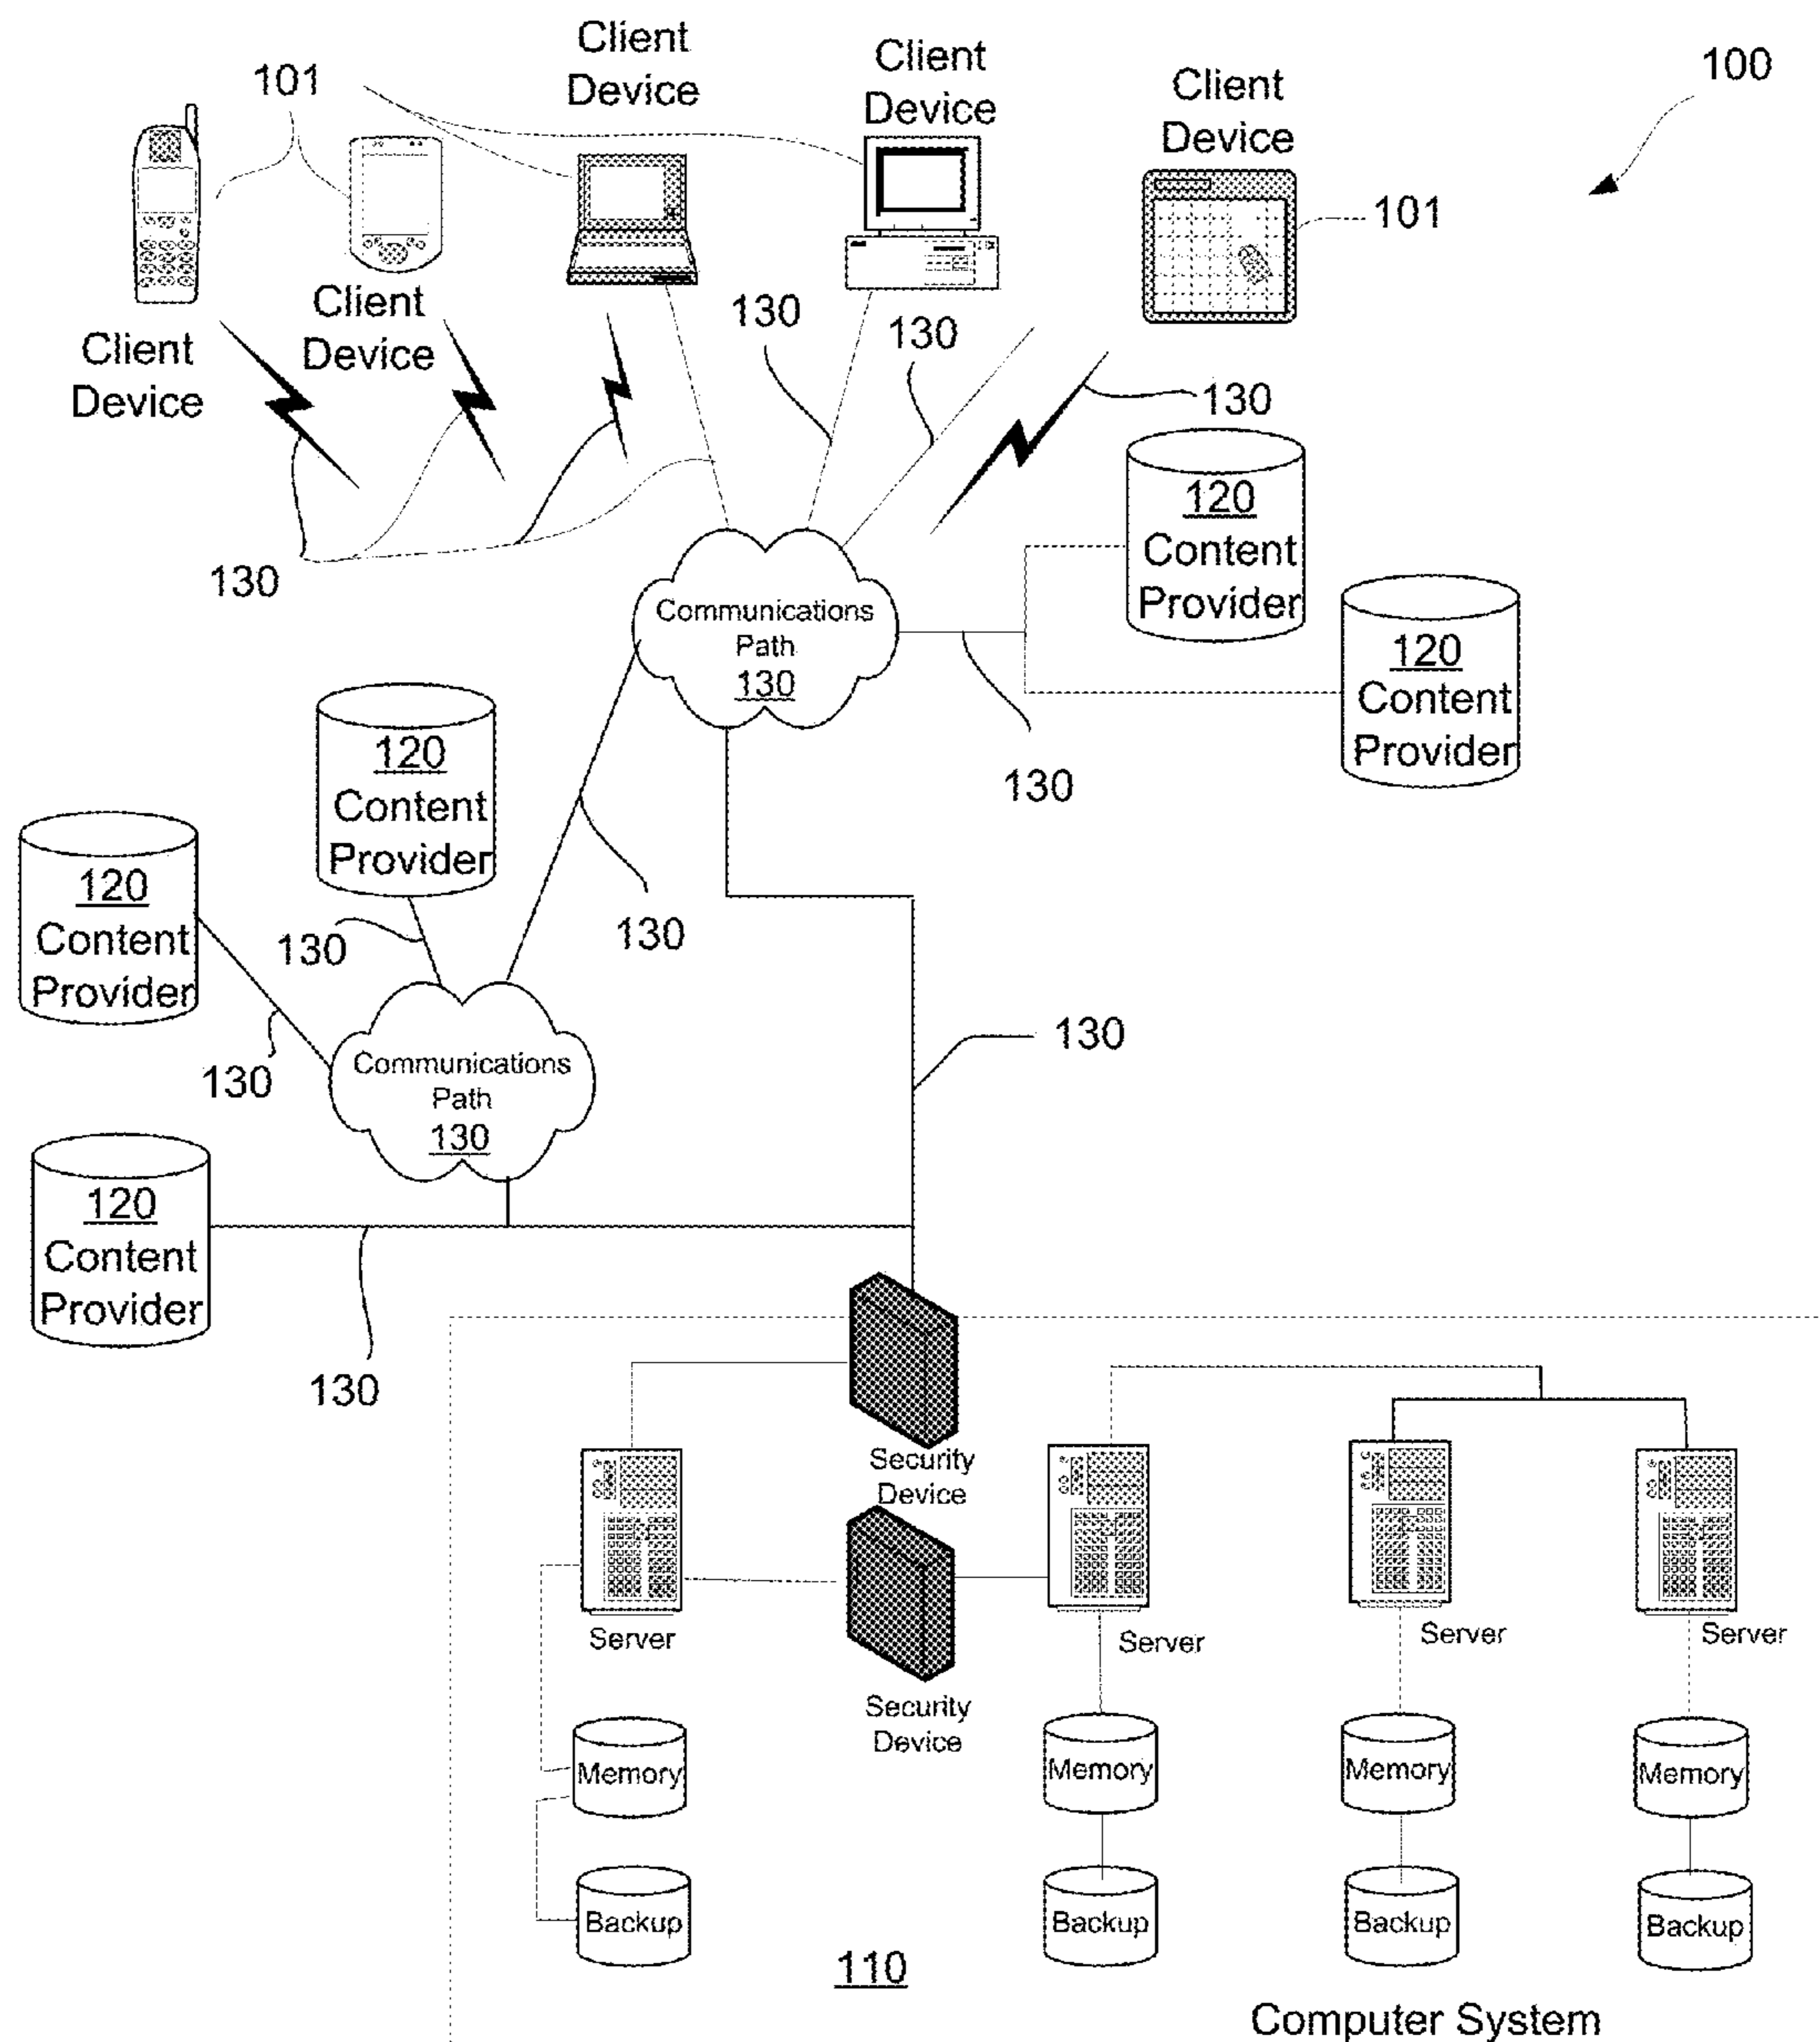 Client
Device
Client
Device
Client
Device
100
101
101
Client
Device
Client
Device
130
130
130
130
120
Content
Provider
Communications
Path
130
120
Content
Provider
130
120
Content
Provider
130
120
Content
Provider
130
130
130
Communications
Path
130
120
Content
Provider
130
Security
Device
Server
Server
Server
Server
Security
Device
Memory
Memory
Memory
Memory
Backup
Backup
Backup
Backup
110
Computer System